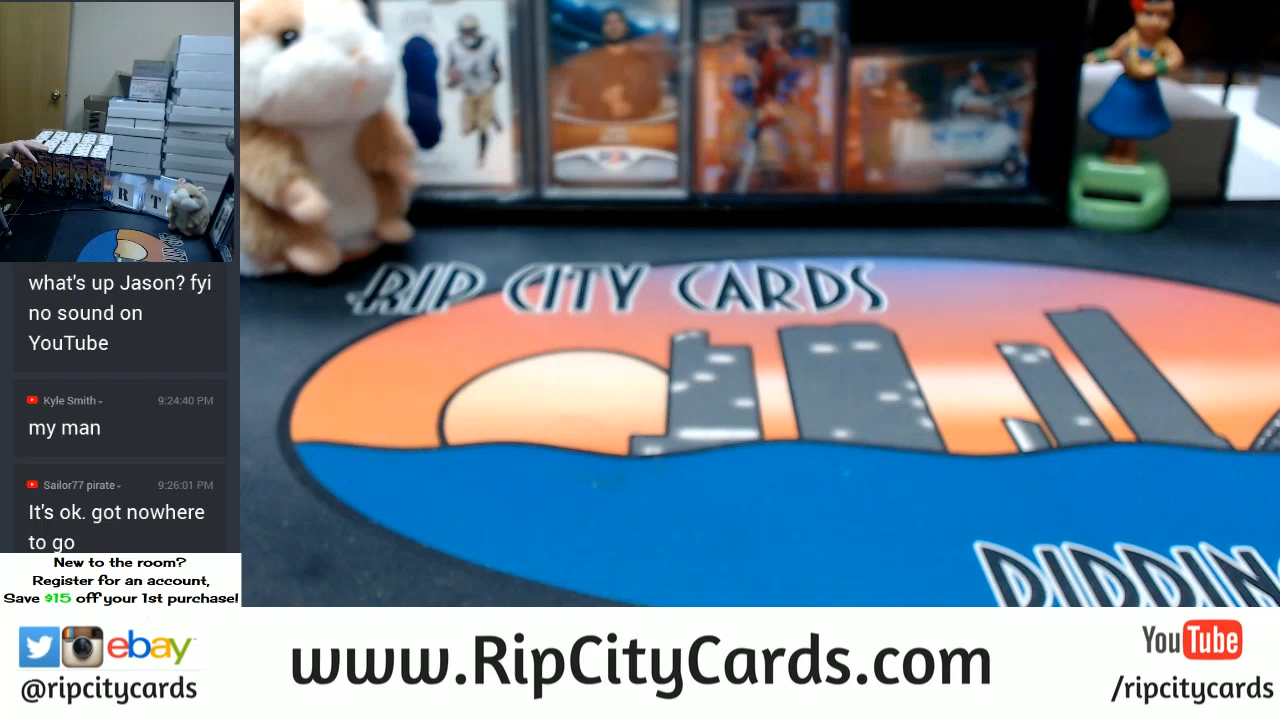 what's up Jason? fyi
no sound on
YouTube
Kyle Smith
9:24:40 PM
my man
Sailor77 pirate
9:26:01 PM
It's ok. got nowhere
to go
New to the room?
Register for an account,
Save $15 off your 1st purchase!
R T
RIP CITY CARDS
ebay
@ripcitycards
www.RipCityCards.com
YouTube
/ripcitycards